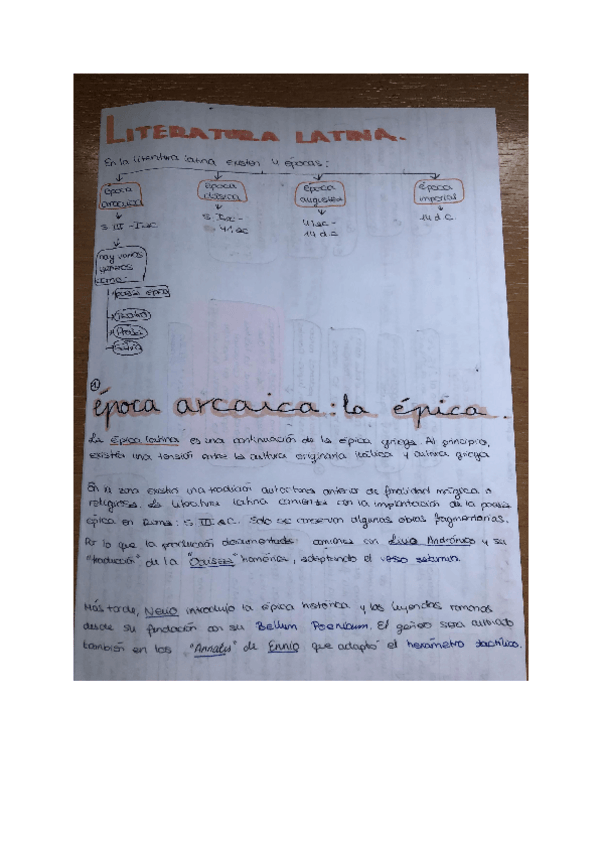 LITERATURA LATINA.
En la literatura latina existen 4 épocas:
época arcaica
época clásica
época augustea
época imperial
s III - I ac
s. I ac -
41 ac
14 d.C
14 d.C.
hay varios
géneros
poesía épica
teatro
Prosa
①
época arcaica: la épica.
La épica latina es una continuación de la épica griega. Al principio,
existía una tensión entre la cultura originaria itálica y cultura griega
En la zona existía una tradición autóctona anterior de finalidad mágica o
religiosa. La literatura latina comienza con la implantación de la poesía
épica en Roma: s III a.C. Solo se conservan algunas obras fragmentarias.
Por lo que la producción documentada comienza con Livio Andrónico y su
"traducción" de la "Odisea" homérica, adaptando el verso saturnio.
Más tarde, Nevio introdujo la épica histórica y las leyendas romanas
desde su fundación con su Bellum Poenicum. El género será cultivado
también en los "Annales" de Ennio que adaptó el hexámetro dactílico.